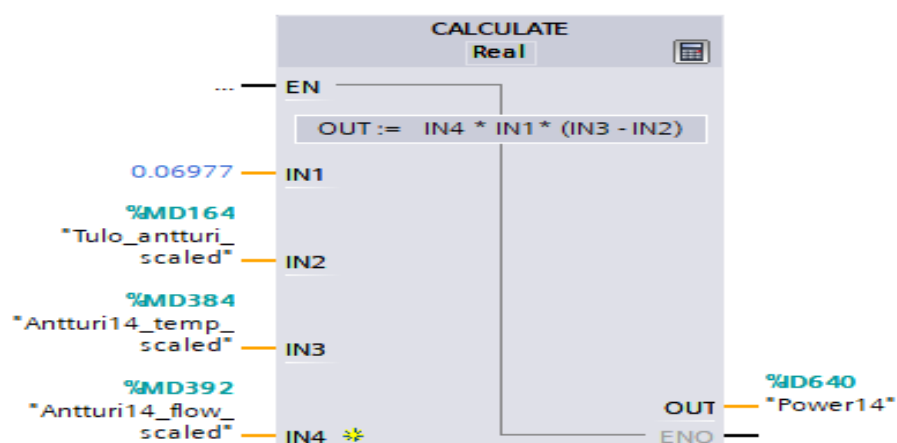 CALCULATE
Real
... EN
OUT := IN4 * IN1 * (IN3 - IN2)
0.06977 IN1
%MD164
"Tulo_antturi_
scaled" IN2
%MD384
"Antturi14_temp_
scaled" IN3
%MD392
"Antturi14_flow_
scaled" IN4
%ID640
OUT "Power14"
ENO